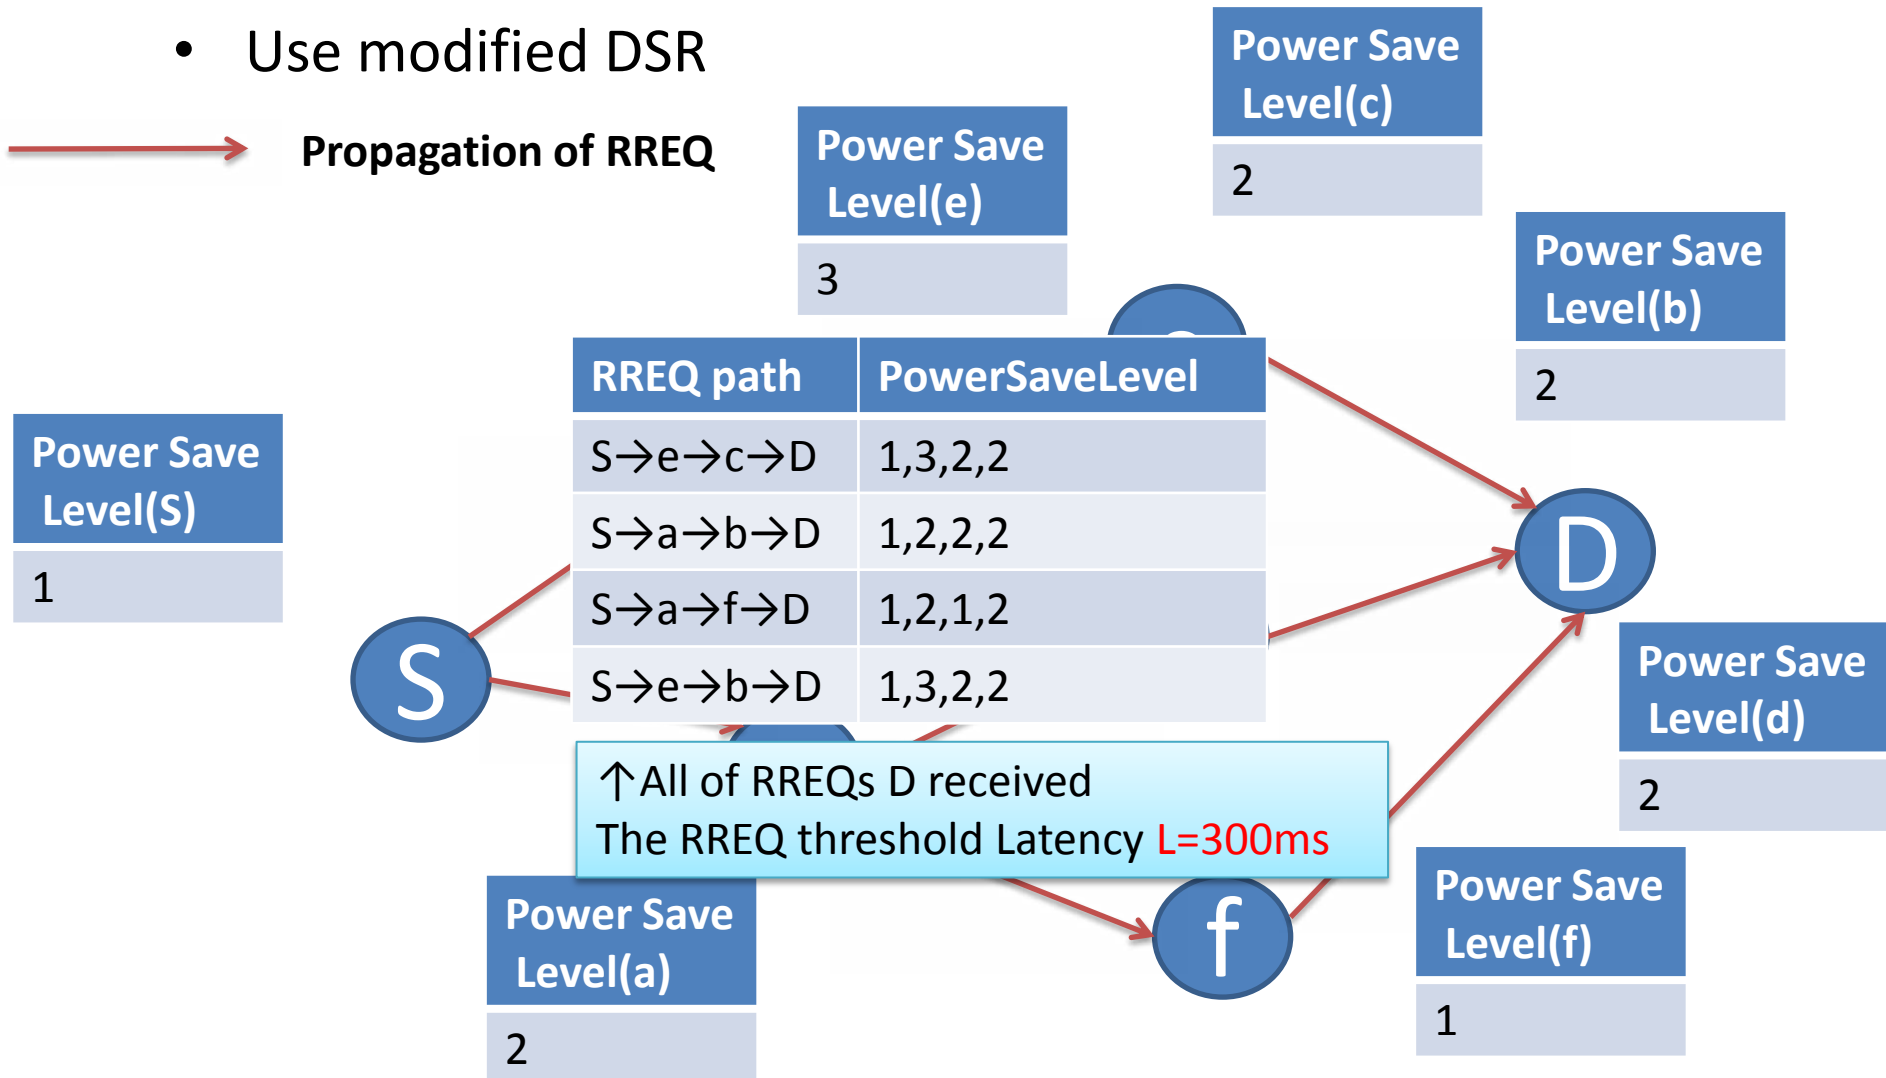 • Use modified DSR
Propagation of RREQ
Power Save
Level(c)
2
Power Save
Level(e)
3
Power Save
Level(b)
2
Power Save
Level(S)
1
RREQ path PowerSaveLevel
S→e→c→D 1,3,2,2
S→a→b→D 1,2,2,2
S→a→f→D 1,2,1,2
S→e→b→D 1,3,2,2
S
D
↑All of RREQs D received
The RREQ threshold Latency L=300ms
Power Save
Level(d)
2
f
Power Save
Level(a)
2
Power Save
Level(f)
1